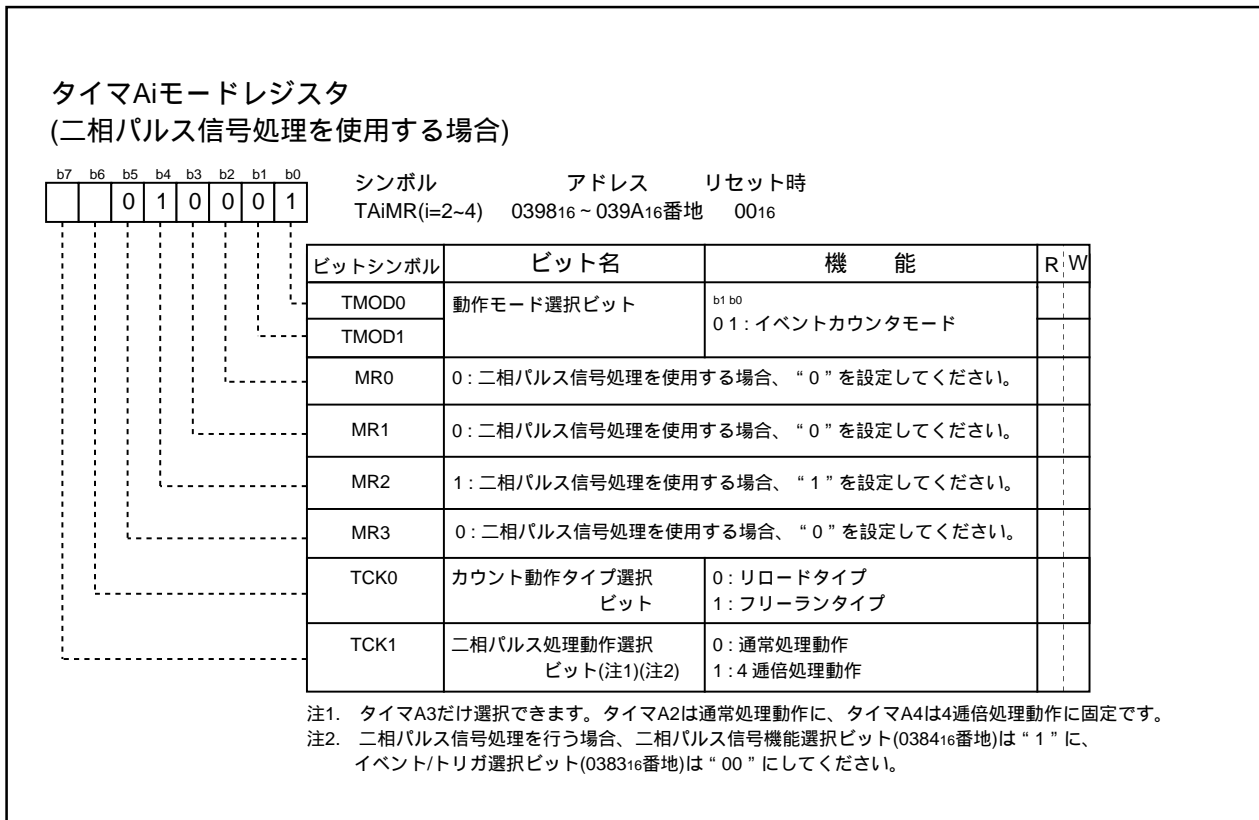 タイマAiモードレジスタ
(二相パルス信号処理を使用する場合)
b7 b6 b5 b4 b3 b2 b1 b0
0 1 0 0 0 1
シンボル アドレス リセット時
TAiMR(i=2~4) 039816 ~ 039A16番地 0016
ビットシンボル ビット名 機 能 R W
TMOD0 動作モード選択ビット b1 b0
0 1 : イベントカウンタモード
TMOD1
MR0 0 : 二相パルス信号処理を使用する場合、“ 0 ” を設定してください。
MR1 0 : 二相パルス信号処理を使用する場合、“ 0 ” を設定してください。
MR2 1 : 二相パルス信号処理を使用する場合、“ 1 ” を設定してください。
MR3 0 : 二相パルス信号処理を使用する場合、“ 0 ” を設定してください。
TCK0 カウント動作タイプ選択 0 : リロードタイプ
ビット 1 : フリーランタイプ
TCK1 二相パルス処理動作選択 0 : 通常処理動作
ビット(注1)(注2) 1 : 4 逓倍処理動作
注1. タイマA3だけ選択できます。タイマA2は通常処理動作に、タイマA4は4逓倍処理動作に固定です。
注2. 二相パルス信号処理を行う場合、二相パルス信号機能選択ビット(038416番地)は “ 1 ” に、
イベント/トリガ選択ビット(038316番地)は “ 00 ” にしてください。